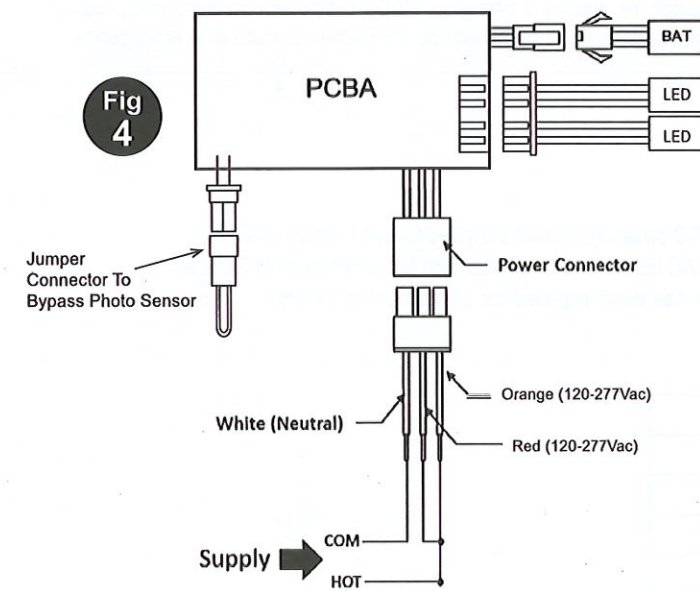 PCBA
BAT
LED
LED
Fig
4
Jumper
Connector To
Bypass Photo Sensor
Power Connector
Orange (120-277Vac)
White (Neutral)
Red (120-277Vac)
COM
Supply
HOT